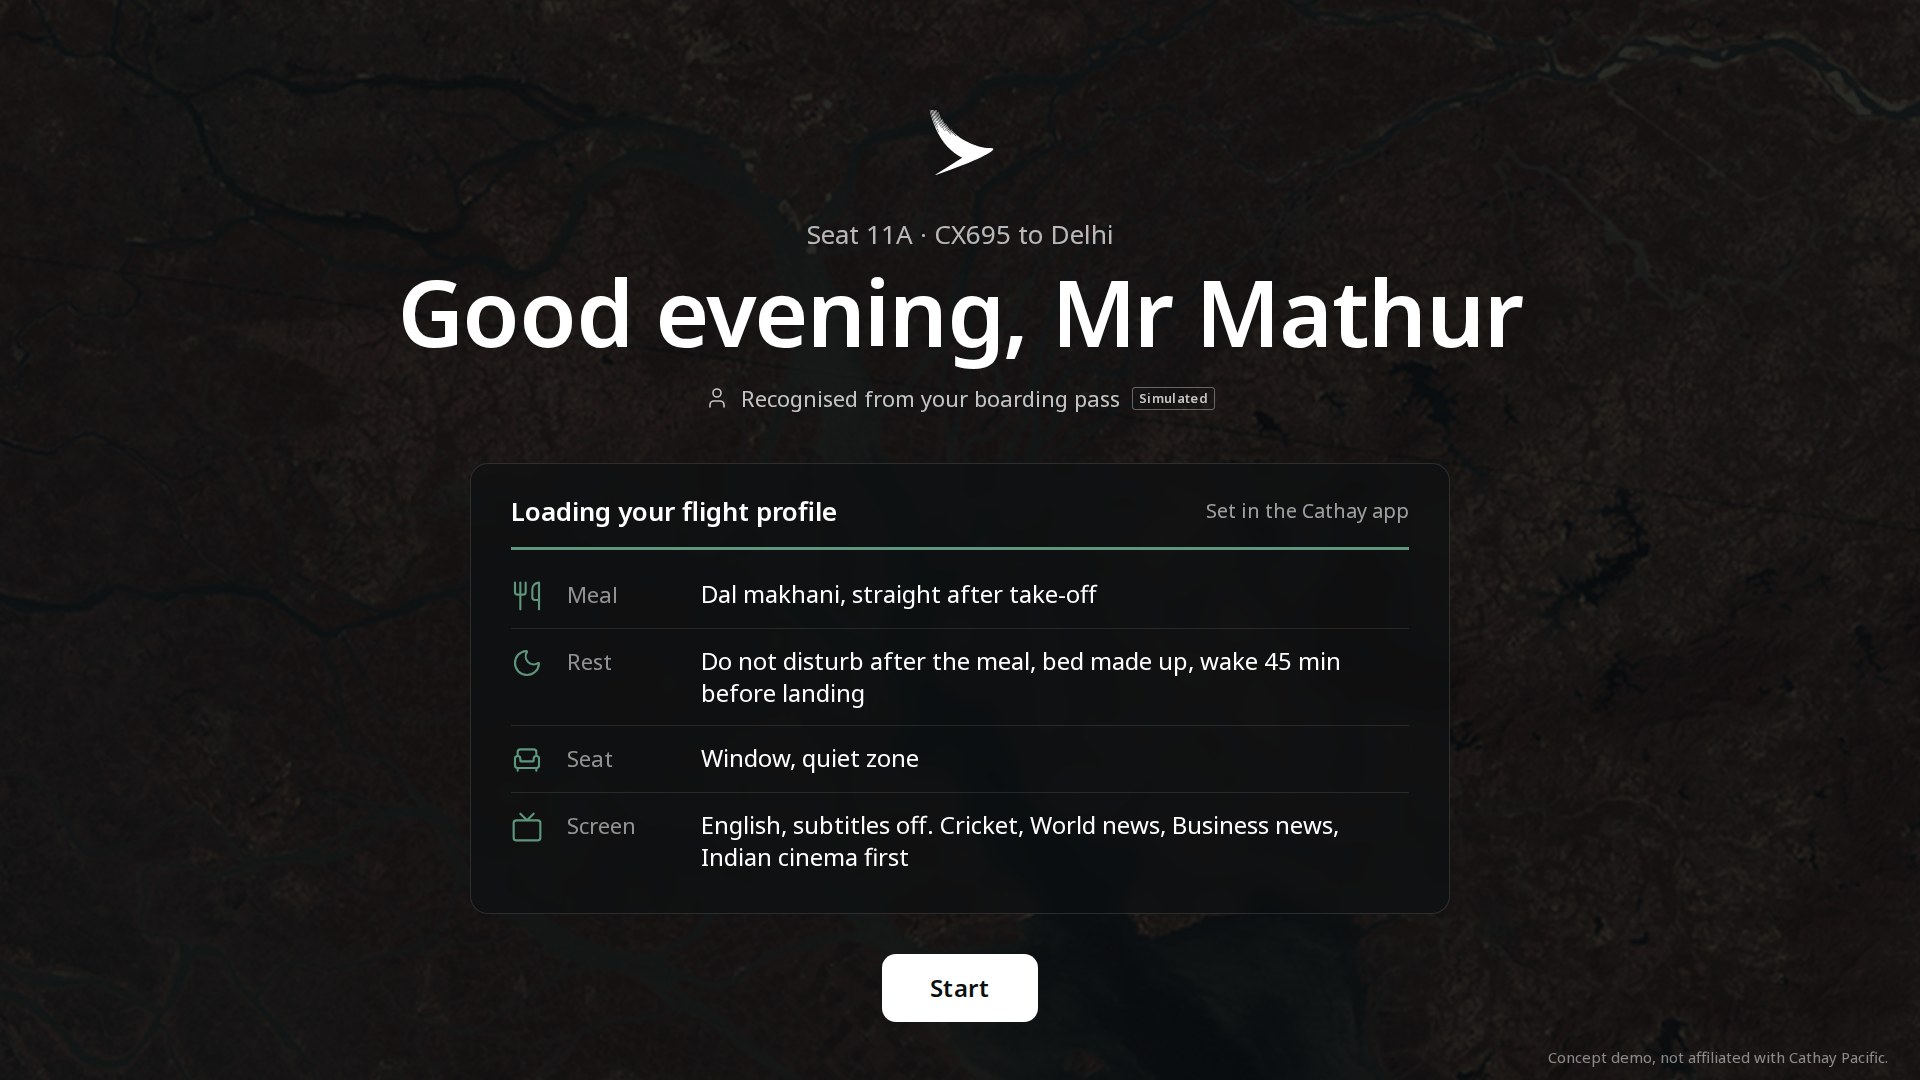 Seat 11A · CX695 to Delhi
Good evening, Mr Mathur
Recognised from your boarding pass Simulated
Loading your flight profile Set in the Cathay app
Meal Dal makhani, straight after take-off
Rest Do not disturb after the meal, bed made up, wake 45 min
before landing
Seat Window, quiet zone
Screen English, subtitles off. Cricket, World news, Business news,
Indian cinema first
Start
Concept demo, not affiliated with Cathay Pacific.